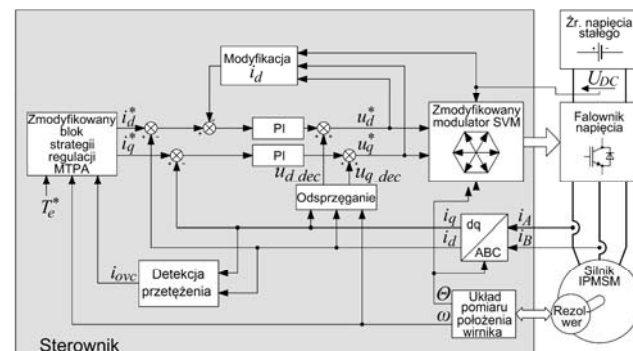 Źr. napięcia
stałego
U_DC
Modyfikacja
i_d
Zmodyfikowany
blok
strategii
regulacji
MTPA
i_d*
i_q*
T_e*
PI
PI
u_d*
u_q*
u_d dec
u_q dec
Zmodyfikowany
modulator SVM
Falownik
napięcia
Odsprzęganie
i_q
i_d
dq
ABC
i_A
i_B
i_ovc
Detekcja
przetężenia
Θ
ω
Układ
pomiaru
położenia
wirnika
Silnik
IPMSM
Rezol-
wer
Sterownik